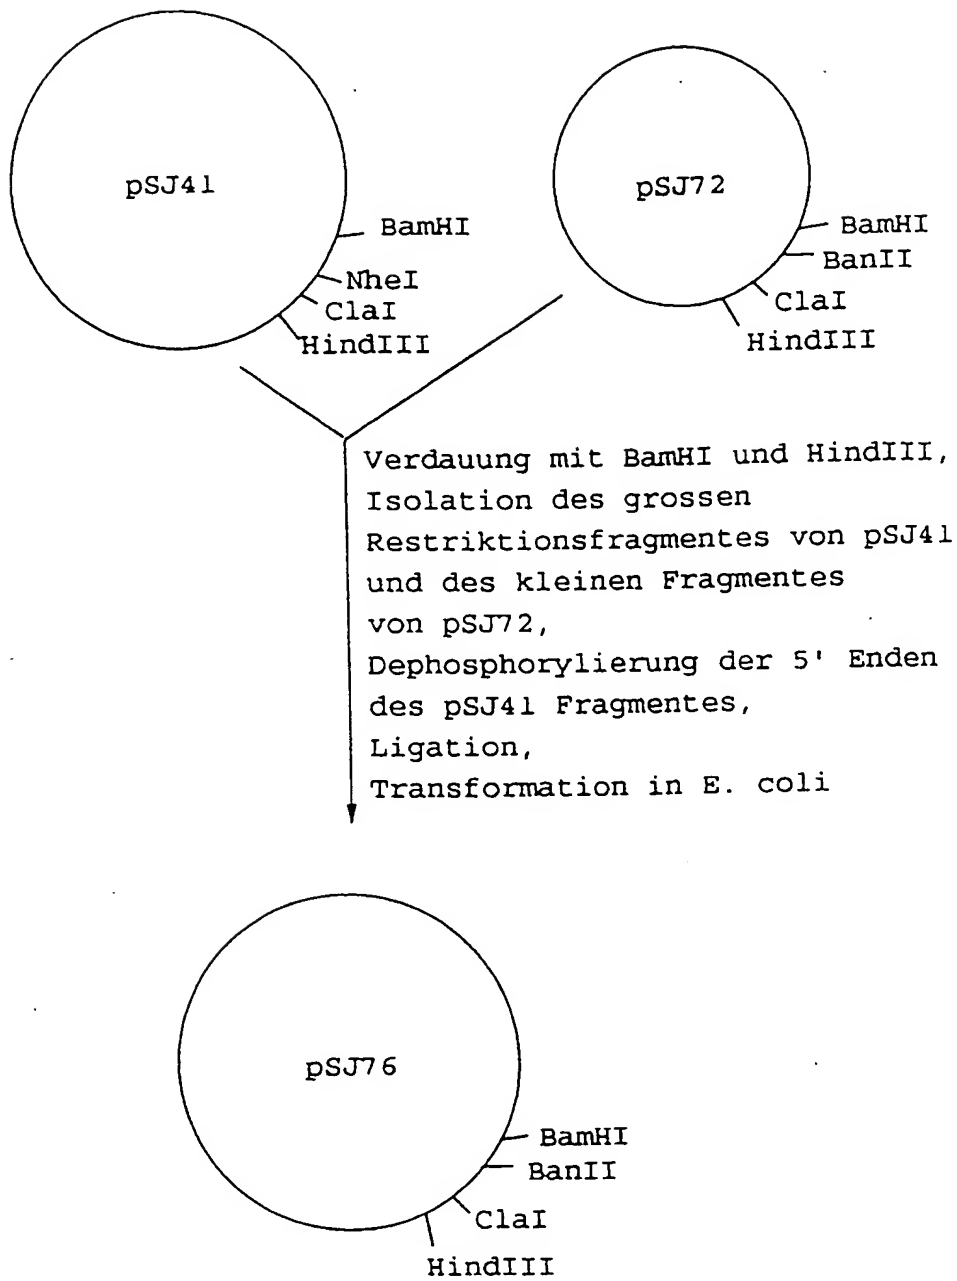 pSJ41
BamHI
NheI
ClaI
HindIII
pSJ72
BamHI
BanII
ClaI
HindIII
Verdauung mit BamHI und HindIII,
Isolation des grossen
Restriktionsfragmentes von pSJ41
und des kleinen Fragmentes
von pSJ72,
Dephosphorylierung der 5' Enden
des pSJ41 Fragmentes,
Ligation,
Transformation in E. coli
pSJ76
BamHI
BanII
ClaI
HindIII